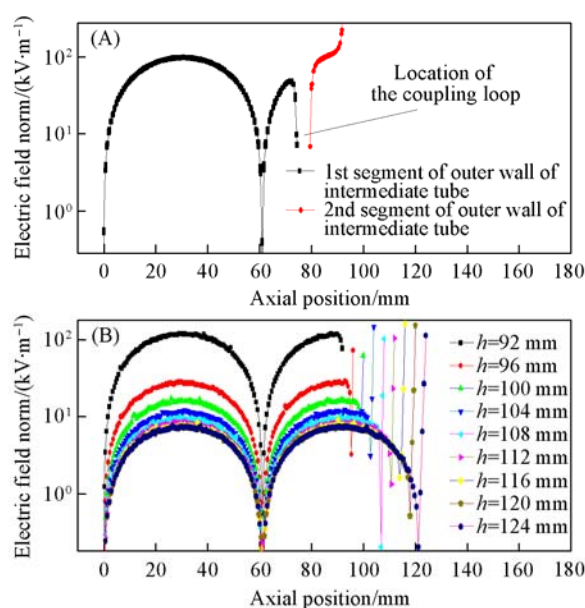 (A)
Electric field norm/(kV·m⁻¹)
10²
10¹
10⁰
Location of
the coupling loop
1st segment of outer wall of
intermediate tube
2nd segment of outer wall of
intermediate tube
0 20 40 60 80 100 120 140 160 180
Axial position/mm
(B)
Electric field norm/(kV·m⁻¹)
10²
10¹
10⁰
h=92 mm
h=96 mm
h=100 mm
h=104 mm
h=108 mm
h=112 mm
h=116 mm
h=120 mm
h=124 mm
0 20 40 60 80 100 120 140 160 180
Axial position/mm